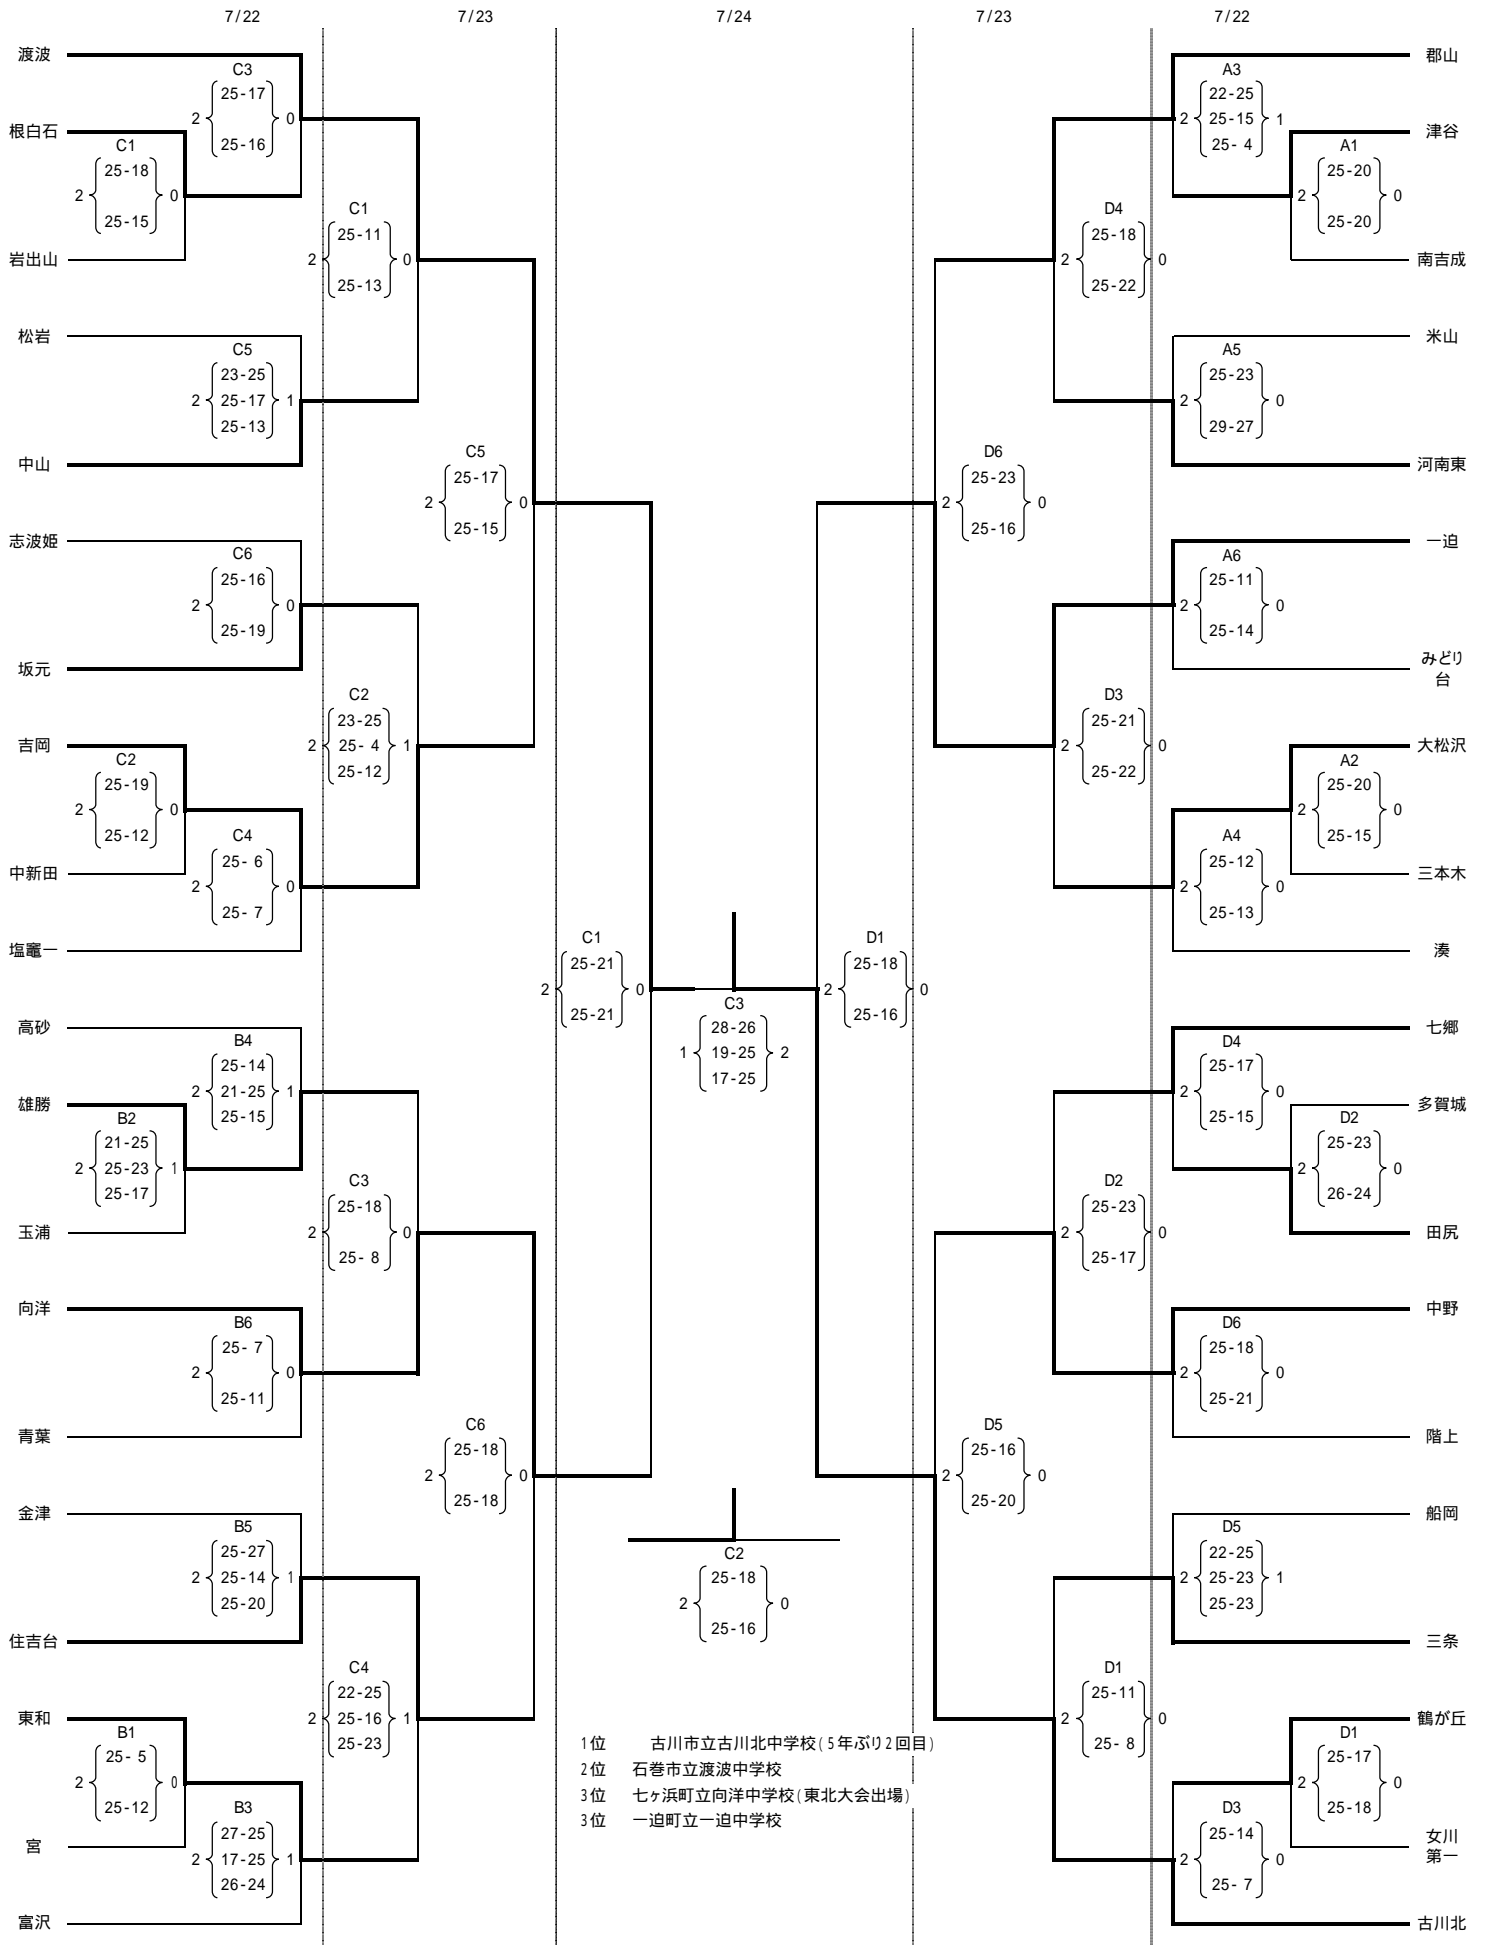 7/22
7/23
7/24
7/23
7/22
渡波
根白石
岩出山
松岩
中山
志波姫
坂元
吉岡
中新田
塩竈一
高砂
雄勝
玉浦
向洋
青葉
金津
住吉台
東和
宮
富沢
C1
25-18
2 0
25-15
C2
25-19
2 0
25-12
B2
21-25
2 25-23 1
25-17
B1
25- 5
2 0
25-12
C3
25-17
2 0
25-16
C5
23-25
2 25-17 1
25-13
C6
25-16
2 0
25-19
C4
25- 6
2 0
25- 7
B4
25-14
2 21-25 1
25-15
B6
25- 7
2 0
25-11
B5
25-27
2 25-14 1
25-20
B3
27-25
2 17-25 1
26-24
C1
25-11
2 0
25-13
C2
23-25
2 25- 4 1
25-12
C3
25-18
2 0
25- 8
C4
22-25
2 25-16 1
25-23
C5
25-17
2 0
25-15
C6
25-18
2 0
25-18
C1
25-21
2 0
25-21
C3
28-26
1 19-25 2
17-25
C2
25-18
2 0
25-16
1位 古川市立古川北中学校(5年ぶり2回目)
2位 石巻市立渡波中学校
3位 七ヶ浜町立向洋中学校(東北大会出場)
3位 一迫町立一迫中学校
D1
25-18
2 0
25-16
D6
25-23
2 0
25-16
D5
25-16
2 0
25-20
D4
25-18
2 0
25-22
D3
25-21
2 0
25-22
D2
25-23
2 0
25-17
D1
25-11
2 0
25- 8
A3
22-25
2 25-15 1
25- 4
A5
25-23
2 0
29-27
A6
25-11
2 0
25-14
A4
25-12
2 0
25-13
D4
25-17
2 0
25-15
D6
25-18
2 0
25-21
D5
22-25
2 25-23 1
25-23
D3
25-14
2 0
25- 7
A1
25-20
2 0
25-20
A2
25-20
2 0
25-15
D2
25-23
2 0
26-24
D1
25-17
2 0
25-18
郡山
津谷
南吉成
米山
河南東
一迫
みどり
台
大松沢
三本木
湊
七郷
多賀城
田尻
中野
階上
船岡
三条
鶴が丘
女川
第一
古川北